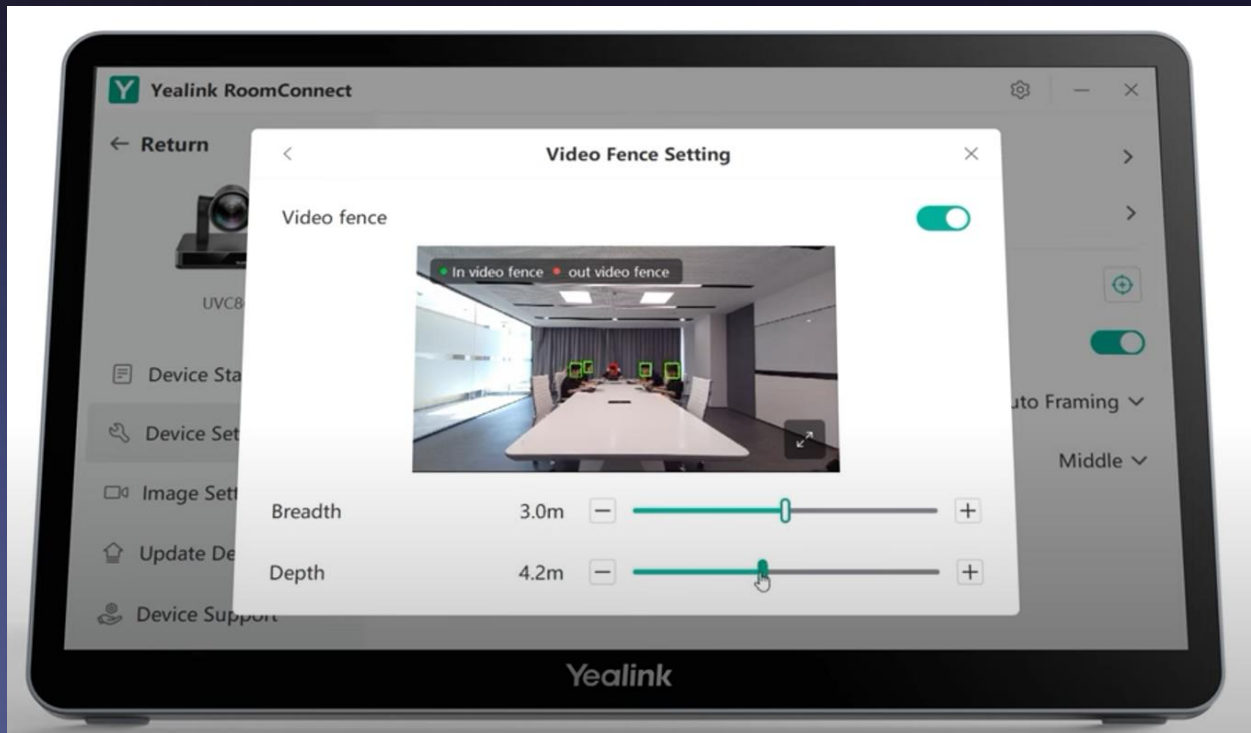 Yealink RoomConnect
Return
Video Fence Setting
Video fence
In video fence out video fence
UVC8
Device Sta
Device Set
uto Framing
Middle
Image Sett
Breadth 3.0m
Update De
Depth 4.2m
Device Support
Yealink